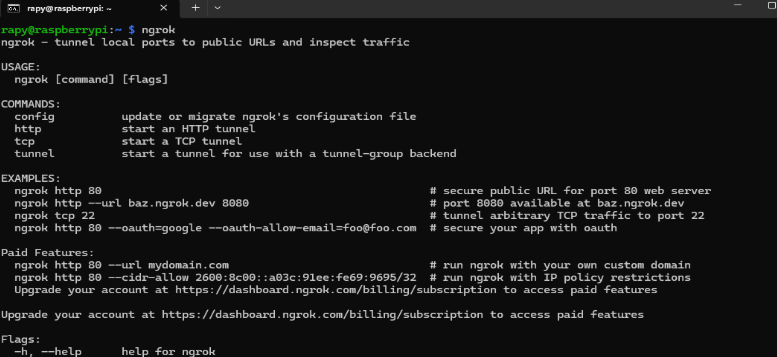 rapy@raspberrypi: ~
rapy@raspberrypi:~ $ ngrok
ngrok - tunnel local ports to public URLs and inspect traffic
USAGE:
ngrok [command] [flags]
COMMANDS:
config update or migrate ngrok's configuration file
http start an HTTP tunnel
tcp start a TCP tunnel
tunnel start a tunnel for use with a tunnel-group backend
EXAMPLES:
ngrok http 80 # secure public URL for port 80 web server
ngrok http --url baz.ngrok.dev 8080 # port 8080 available at baz.ngrok.dev
ngrok tcp 22 # tunnel arbitrary TCP traffic to port 22
ngrok http 80 --oauth=google --oauth-allow-email=foo@foo.com # secure your app with oauth
Paid Features:
ngrok http 80 --url mydomain.com # run ngrok with your own custom domain
ngrok http 80 --cidr-allow 2600:8c00::a03c:91ee:fe69:9695/32 # run ngrok with IP policy restrictions
Upgrade your account at https://dashboard.ngrok.com/billing/subscription to access paid features
Upgrade your account at https://dashboard.ngrok.com/billing/subscription to access paid features
Flags:
-h, --help help for ngrok